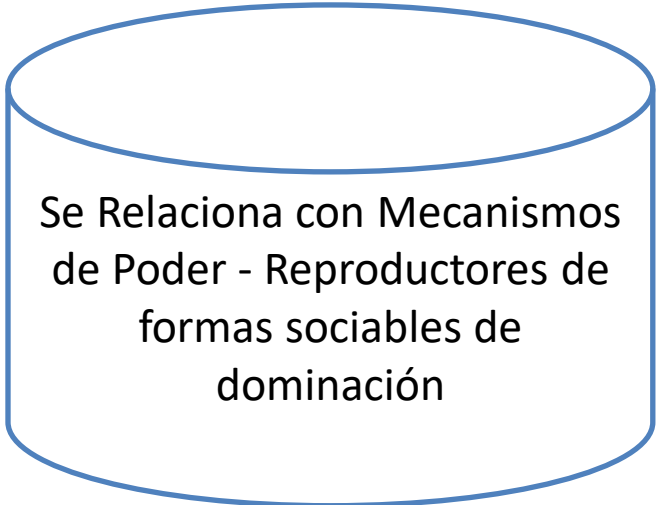 Se Relaciona con Mecanismos
de Poder - Reproductores de
formas sociables de
dominación